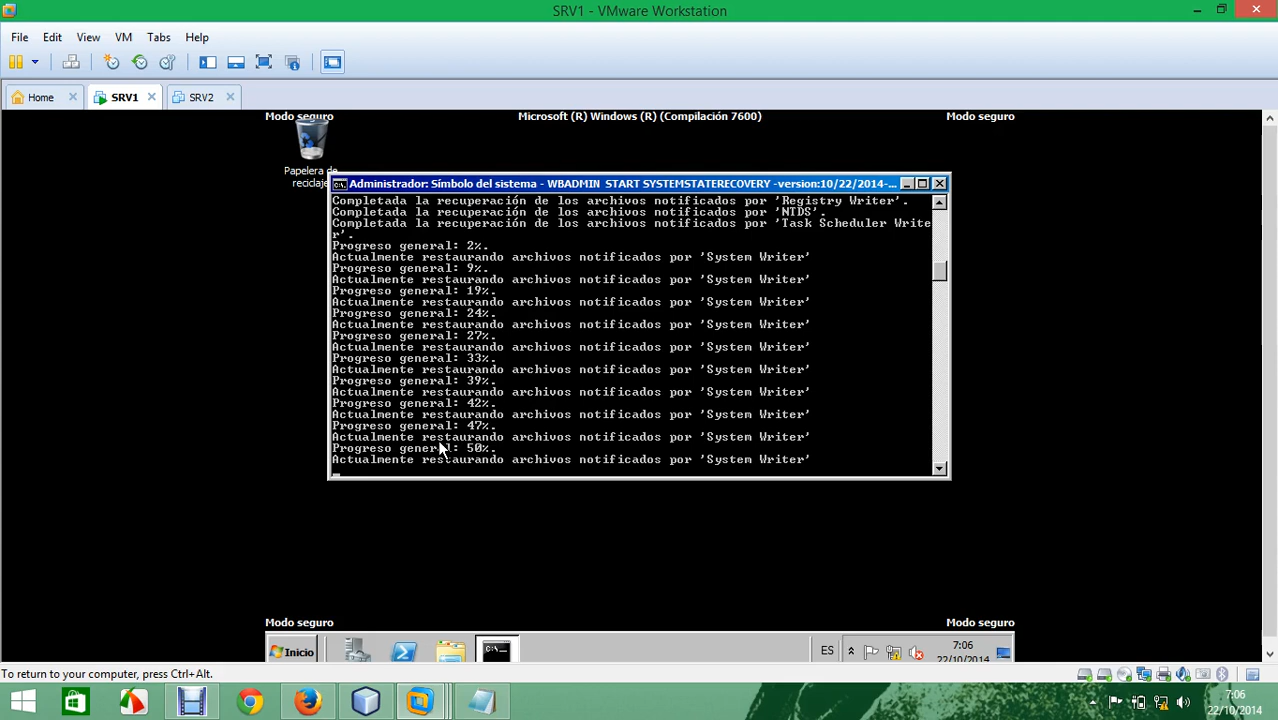 SRV1 - VMware Workstation
File Edit View VM Tabs Help
Home SRV1 SRV2
Modo seguro Microsoft (R) Windows (R) (Compilación 7600) Modo seguro
Papelera de
reciclaje
Administrador: Símbolo del sistema - WBADMIN START SYSTEMSTATERECOVERY -version:10/22/2014-...
Completada la recuperación de los archivos notificados por 'Registry Writer'.
Completada la recuperación de los archivos notificados por 'NTDS'.
Completada la recuperación de los archivos notificados por 'Task Scheduler Write
r'.
Progreso general: 2%.
Actualmente restaurando archivos notificados por 'System Writer'
Progreso general: 9%.
Actualmente restaurando archivos notificados por 'System Writer'
Progreso general: 19%.
Actualmente restaurando archivos notificados por 'System Writer'
Progreso general: 24%.
Actualmente restaurando archivos notificados por 'System Writer'
Progreso general: 27%.
Actualmente restaurando archivos notificados por 'System Writer'
Progreso general: 33%.
Actualmente restaurando archivos notificados por 'System Writer'
Progreso general: 39%.
Actualmente restaurando archivos notificados por 'System Writer'
Progreso general: 42%.
Actualmente restaurando archivos notificados por 'System Writer'
Progreso general: 47%.
Actualmente restaurando archivos notificados por 'System Writer'
Progreso general: 50%.
Actualmente restaurando archivos notificados por 'System Writer'
Modo seguro Modo seguro
Inicio C:\ ES 7:06
22/10/2014
To return to your computer, press Ctrl+Alt.
7:06
22/10/2014